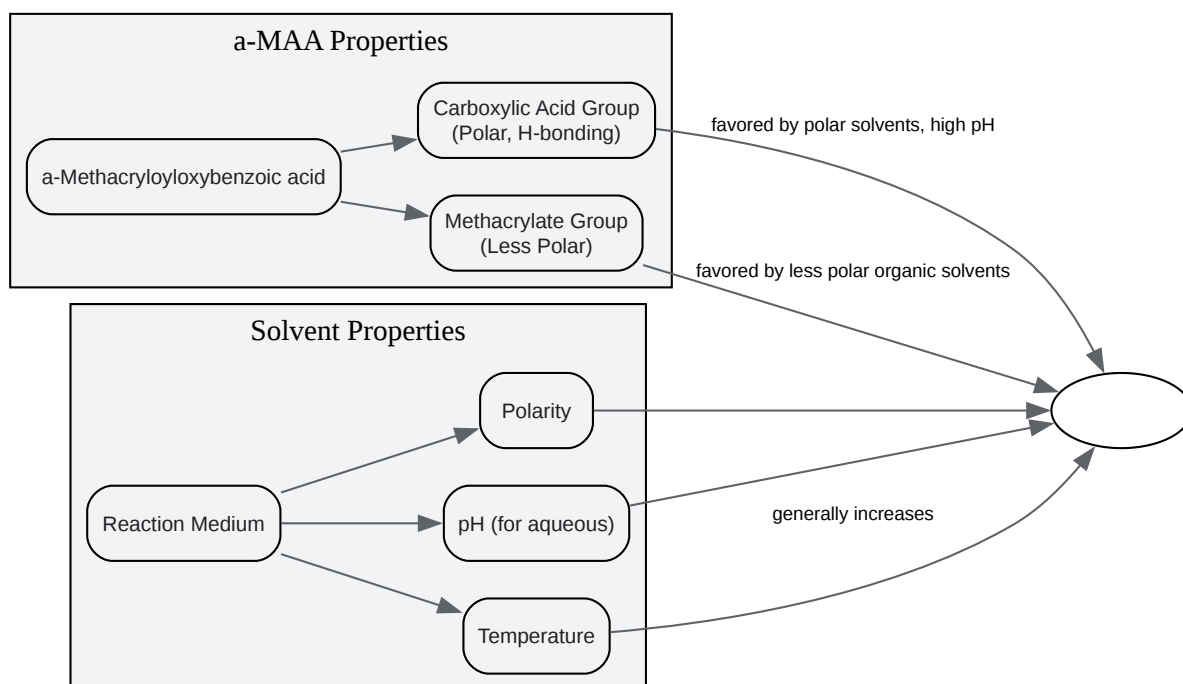 a-MAA Properties
Carboxylic Acid Group
(Polar, H-bonding)
favored by polar solvents, high pH
a-Methacryloyloxybenzoic acid
Methacrylate Group
(Less Polar)
favored by less polar organic solvents
Solvent Properties
Polarity
Reaction Medium
pH (for aqueous)
generally increases
Temperature